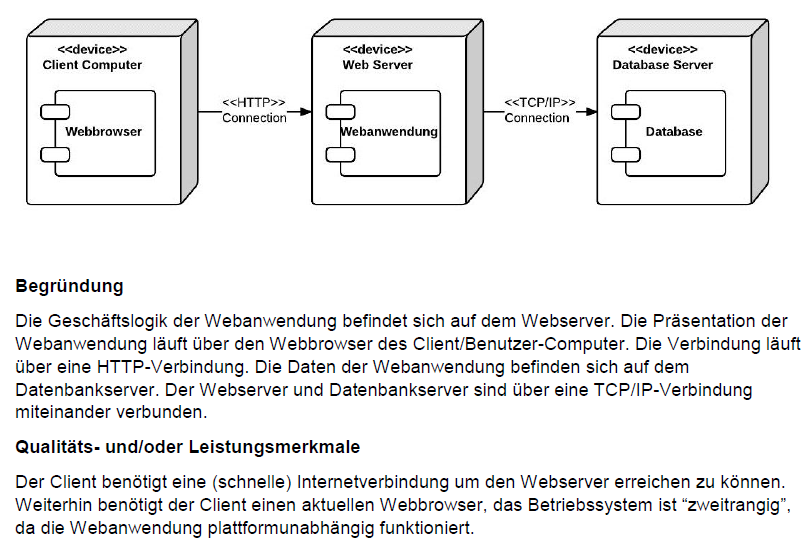 <<device>>
Client Computer
Webbrowser
<<HTTP>>
Connection
<<device>>
Web Server
Webanwendung
<<TCP/IP>>
Connection
<<device>>
Database Server
Database
Begründung
Die Geschäftslogik der Webanwendung befindet sich auf dem Webserver. Die Präsentation der
Webanwendung läuft über den Webbrowser des Client/Benutzer-Computer. Die Verbindung läuft
über eine HTTP-Verbindung. Die Daten der Webanwendung befinden sich auf dem
Datenbankserver. Der Webserver und Datenbankserver sind über eine TCP/IP-Verbindung
miteinander verbunden.
Qualitäts- und/oder Leistungsmerkmale
Der Client benötigt eine (schnelle) Internetverbindung um den Webserver erreichen zu können.
Weiterhin benötigt der Client einen aktuellen Webbrowser, das Betriebssystem ist “zweitrangig”,
da die Webanwendung plattformunabhängig funktioniert.